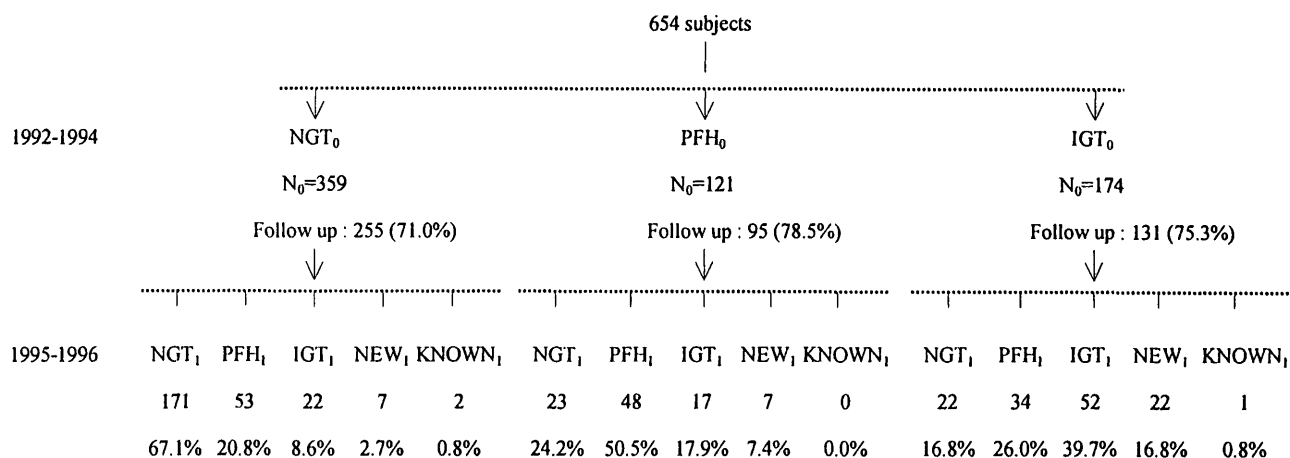 654 subjects
1992-1994 NGT₀ PFH₀ IGT₀
N₀=359 N₀=121 N₀=174
Follow up : 255 (71.0%) Follow up : 95 (78.5%) Follow up : 131 (75.3%)
1995-1996 NGT₁ PFH₁ IGT₁ NEW₁ KNOWN₁ NGT₁ PFH₁ IGT₁ NEW₁ KNOWN₁ NGT₁ PFH₁ IGT₁ NEW₁ KNOWN₁
171 53 22 7 2 23 48 17 7 0 22 34 52 22 1
67.1% 20.8% 8.6% 2.7% 0.8% 24.2% 50.5% 17.9% 7.4% 0.0% 16.8% 26.0% 39.7% 16.8% 0.8%